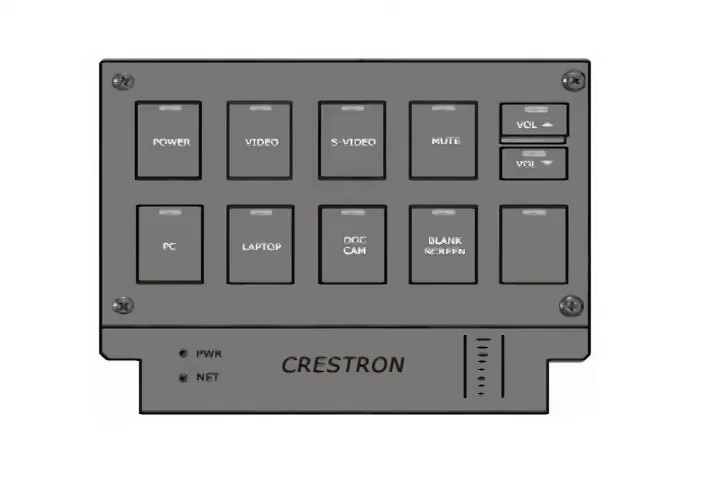 POWER
VIDEO
S-VIDEO
MUTE
VOL
VOL
PC
LAPTOP
DOC
CAM
BLANK
SCREEN
PWR
NET
CRESTRON